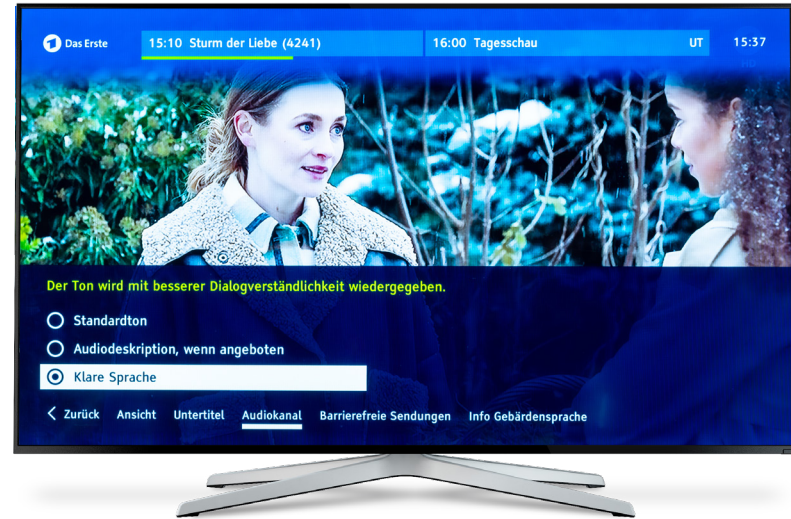 1 Das Erste 15:10 Sturm der Liebe (4241) 16:00 Tagesschau UT 15:37
Der Ton wird mit besserer Dialogverständlichkeit wiedergegeben.
Standardton
Audiodeskription, wenn angeboten
Klare Sprache
Zurück Ansicht Untertitel Audiokanal Barrierefreie Sendungen Info Gebärdensprache